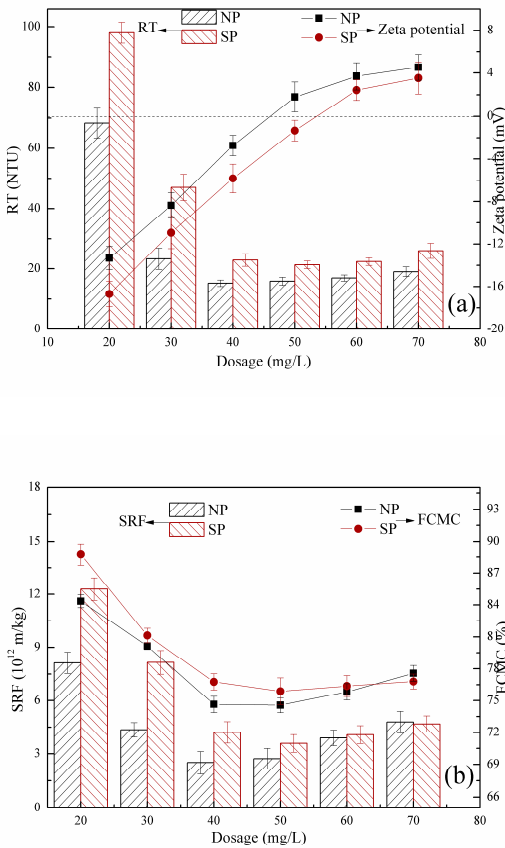 RT
NP
SP
NP
SP
Zeta potential
100
80
60
40
20
0
RT (NTU)
8
4
0
-4
-8
-12
-16
-20
Zeta potential (mV)
(a)
10 20 30 40 50 60 70 80
Dosage (mg/L)
SRF
NP
SP
NP
SP
FCMC
18
15
12
9
6
3
0
SRF (10¹² m/kg)
93
90
87
84
81
78
75
72
69
66
FCMC (%)
(b)
20 30 40 50 60 70 80
Dosage (mg/L)